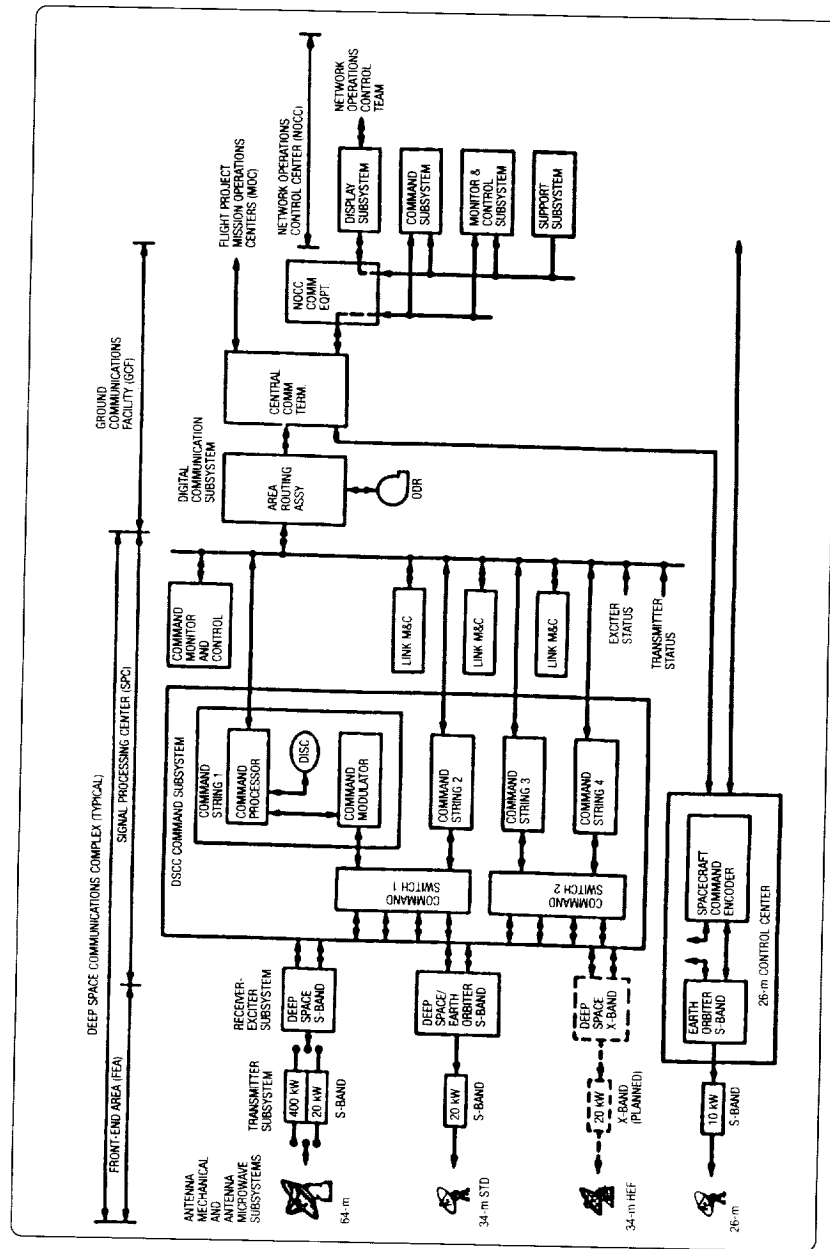 DEEP SPACE COMMUNICATIONS COMPLEX (TYPICAL)
FRONT-END AREA (FEA)
SIGNAL PROCESSING CENTER (SPC)
GROUND
COMMUNICATIONS
FACILITY (GCF)
NETWORK OPERATIONS
CONTROL CENTER (NOCC)
ANTENNA
MECHANICAL
AND
ANTENNA
MICROWAVE
SUBSYSTEMS
TRANSMITTER
SUBSYSTEM
RECEIVER-
EXCITER
SUBSYSTEM
64-m
400 kW
20 kW
S-BAND
DEEP
SPACE
S-BAND
34-m STD
20 kW
S-BAND
DEEP SPACE/
EARTH
ORBITER
S-BAND
34-m HEF
20 kW
X-BAND
(PLANNED)
DEEP
SPACE
X-BAND
26-m
10 kW
S-BAND
EARTH
ORBITER
S-BAND
SPACECRAFT
COMMAND
ENCODER
26-m CONTROL CENTER
DSCC COMMAND SUBSYSTEM
COMMAND
STRING 1
COMMAND
PROCESSOR
DISC
COMMAND
MODULATOR
COMMAND
SWITCH 1
COMMAND
STRING 2
COMMAND
STRING 3
COMMAND
SWITCH 2
COMMAND
STRING 4
COMMAND
MONITOR
AND
CONTROL
LINK M&C
LINK M&C
LINK M&C
EXCITER
STATUS
TRANSMITTER
STATUS
DIGITAL
COMMUNICATION
SUBSYSTEM
AREA
ROUTING
ASSY
ODR
CENTRAL
COMM
TERM.
FLIGHT PROJECT
MISSION OPERATIONS
CENTERS (MOC)
NOCC
COMM
EQPT.
DISPLAY
SUBSYSTEM
NETWORK
OPERATIONS
CONTROL
TEAM
COMMAND
SUBSYSTEM
MONITOR &
CONTROL
SUBSYSTEM
SUPPORT
SUBSYSTEM